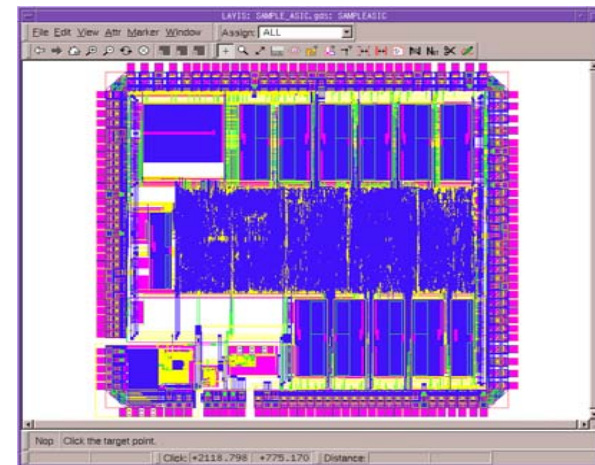 LAVIS: SAMPLE_ASIC.gds: SAMPLEASIC
File Edit View Attr Marker Window Assign: ALL
Nop Click the target point.
Click: +2118.798 +775.170 Distance: